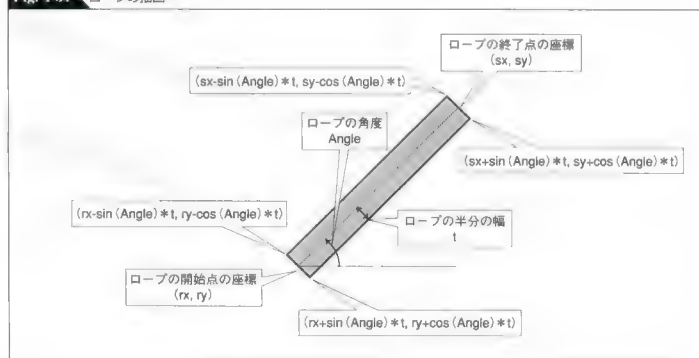 ロープの終了点の座標
(sx, sy)
(sx-sin (Angle) *t, sy-cos (Angle) *t)
ロープの角度
Angle
(sx+sin (Angle) *t, sy+cos (Angle) *t)
(rx-sin (Angle) *t, ry-cos (Angle) *t)
ロープの半分の幅
t
ロープの開始点の座標
(rx, ry)
(rx+sin (Angle) *t, ry+cos (Angle) *t)